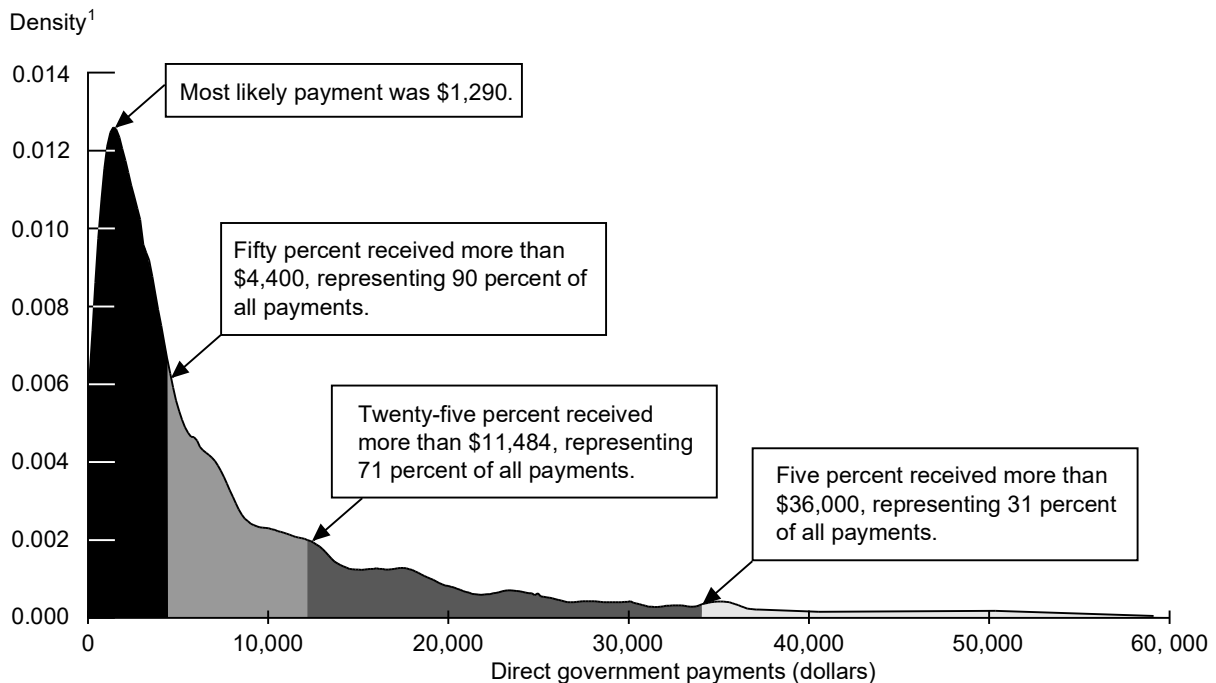 Density1
0.014
Most likely payment was $1,290.
0.012
0.010
Fifty percent received more than
$4,400, representing 90 percent of
all payments.
0.008
0.006
Twenty-five percent received
more than $11,484, representing
71 percent of all payments.
0.004
Five percent received more than
$36,000, representing 31 percent
of all payments.
0.002
0.000
0 10,000 20,000 30,000 40,000 50,000 60, 000
Direct government payments (dollars)